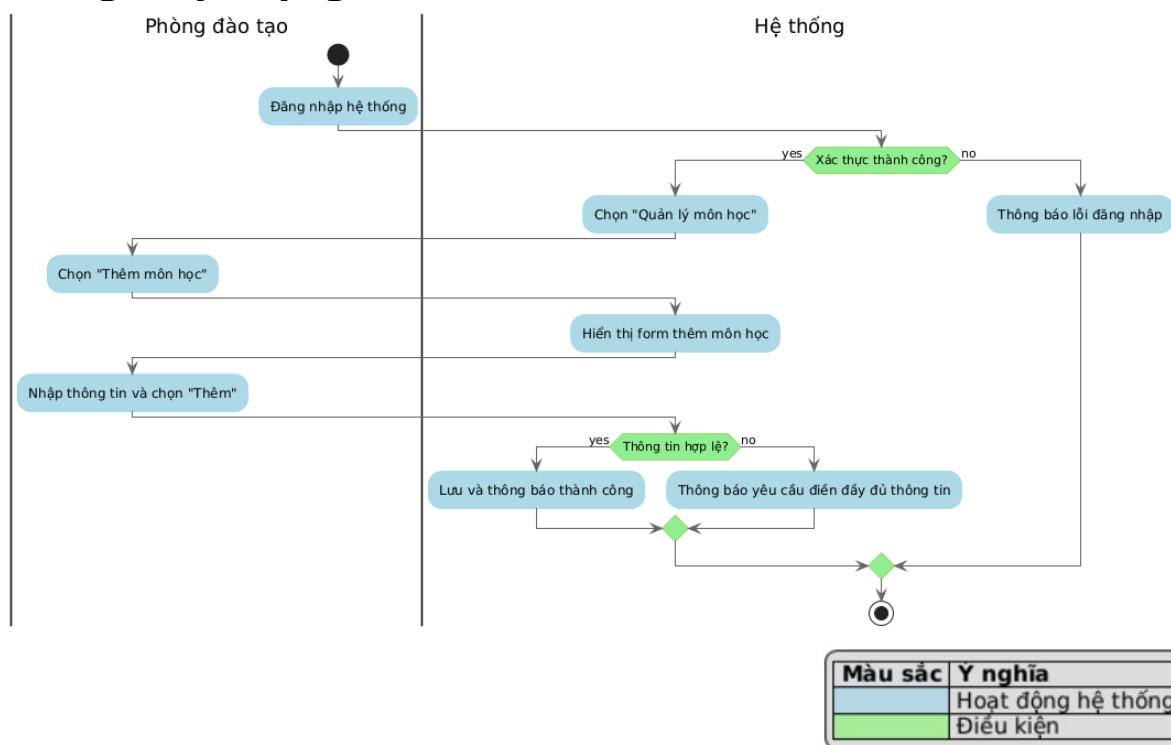 Phòng đào tạo
Hệ thống
Đăng nhập hệ thống
yes
Xác thực thành công?
no
Chọn "Quản lý môn học"
Thông báo lỗi đăng nhập
Chọn "Thêm môn học"
Hiển thị form thêm môn học
Nhập thông tin và chọn "Thêm"
yes
Thông tin hợp lệ?
no
Lưu và thông báo thành công
Thông báo yêu cầu điền đầy đủ thông tin
Màu sắc Ý nghĩa
Hoạt động hệ thống
Điều kiện